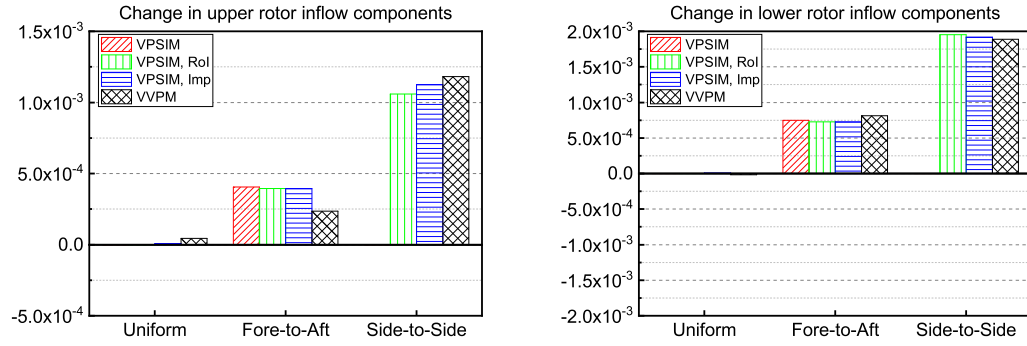 Change in upper rotor inflow components
1.5x10⁻³
1.0x10⁻³
5.0x10⁻⁴
0.0
-5.0x10⁻⁴
VPSIM
VPSIM, RoI
VPSIM, Imp
VVPM
Uniform
Fore-to-Aft
Side-to-Side
Change in lower rotor inflow components
2.0x10⁻³
1.5x10⁻³
1.0x10⁻³
5.0x10⁻⁴
0.0
-5.0x10⁻⁴
-1.0x10⁻³
-1.5x10⁻³
-2.0x10⁻³
VPSIM
VPSIM, RoI
VPSIM, Imp
VVPM
Uniform
Fore-to-Aft
Side-to-Side